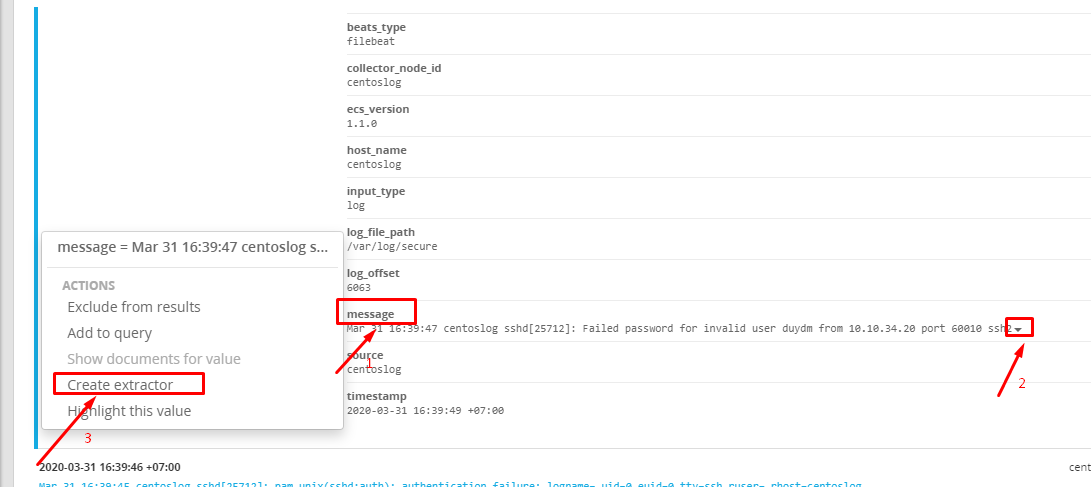 beats_type
filebeat
collector_node_id
centoslog
ecs_version
1.1.0
host_name
centoslog
input_type
log
log_file_path
/var/log/secure
log_offset
6063
message
Mar 31 16:39:47 centoslog sshd[25712]: Failed password for invalid user duydm from 10.10.34.20 port 60010 ssh2
1
2
source
centoslog
timestamp
2020-03-31 16:39:49 +07:00
message = Mar 31 16:39:47 centoslog s...
ACTIONS
Exclude from results
Add to query
Show documents for value
Create extractor
Highlight this value
3
2020-03-31 16:39:46 +07:00
cent
Mar 31 16:39:45 centoslog sshd[25712]: pam_unix(sshd:auth): authentication failure; logname= uid=0 euid=0 tty=ssh ruser= rhost=centoslog